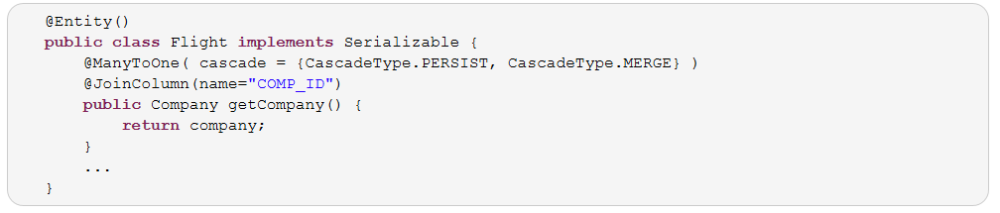 @Entity()
public class Flight implements Serializable {
    @ManyToOne( cascade = {CascadeType.PERSIST, CascadeType.MERGE} )
    @JoinColumn(name="COMP_ID")
    public Company getCompany() {
        return company;
    }
    ...
}